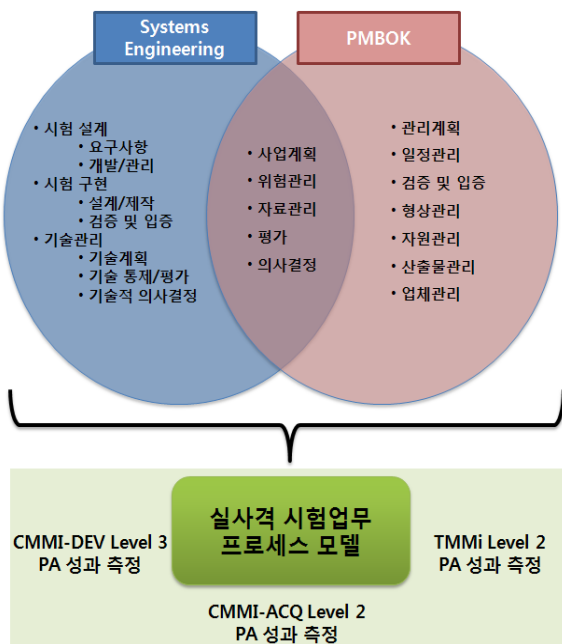 Systems
Engineering
PMBOK
• 시험 설계
• 요구사항
• 개발/관리
• 시험 구현
• 설계/제작
• 검증 및 입증
• 기술관리
• 기술계획
• 기술 통제/평가
• 기술적 의사결정
• 사업계획
• 위험관리
• 자료관리
• 평가
• 의사결정
• 관리계획
• 일정관리
• 검증 및 입증
• 형상관리
• 자원관리
• 산출물관리
• 업체관리
실사격 시험업무
프로세스 모델
CMMI-DEV Level 3
PA 성과 측정
TMMi Level 2
PA 성과 측정
CMMI-ACQ Level 2
PA 성과 측정